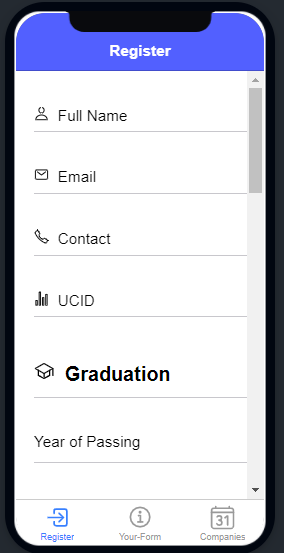 Register
Full Name
Email
Contact
UCID
Graduation
Year of Passing
31
Register Your-Form Companies